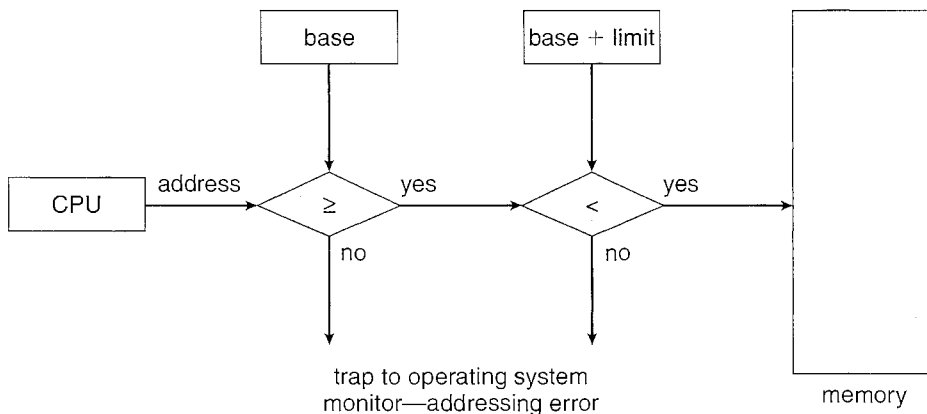 base
base + limit
CPU
address
≥
yes
<
yes
no
no
trap to operating system
monitor—addressing error
memory